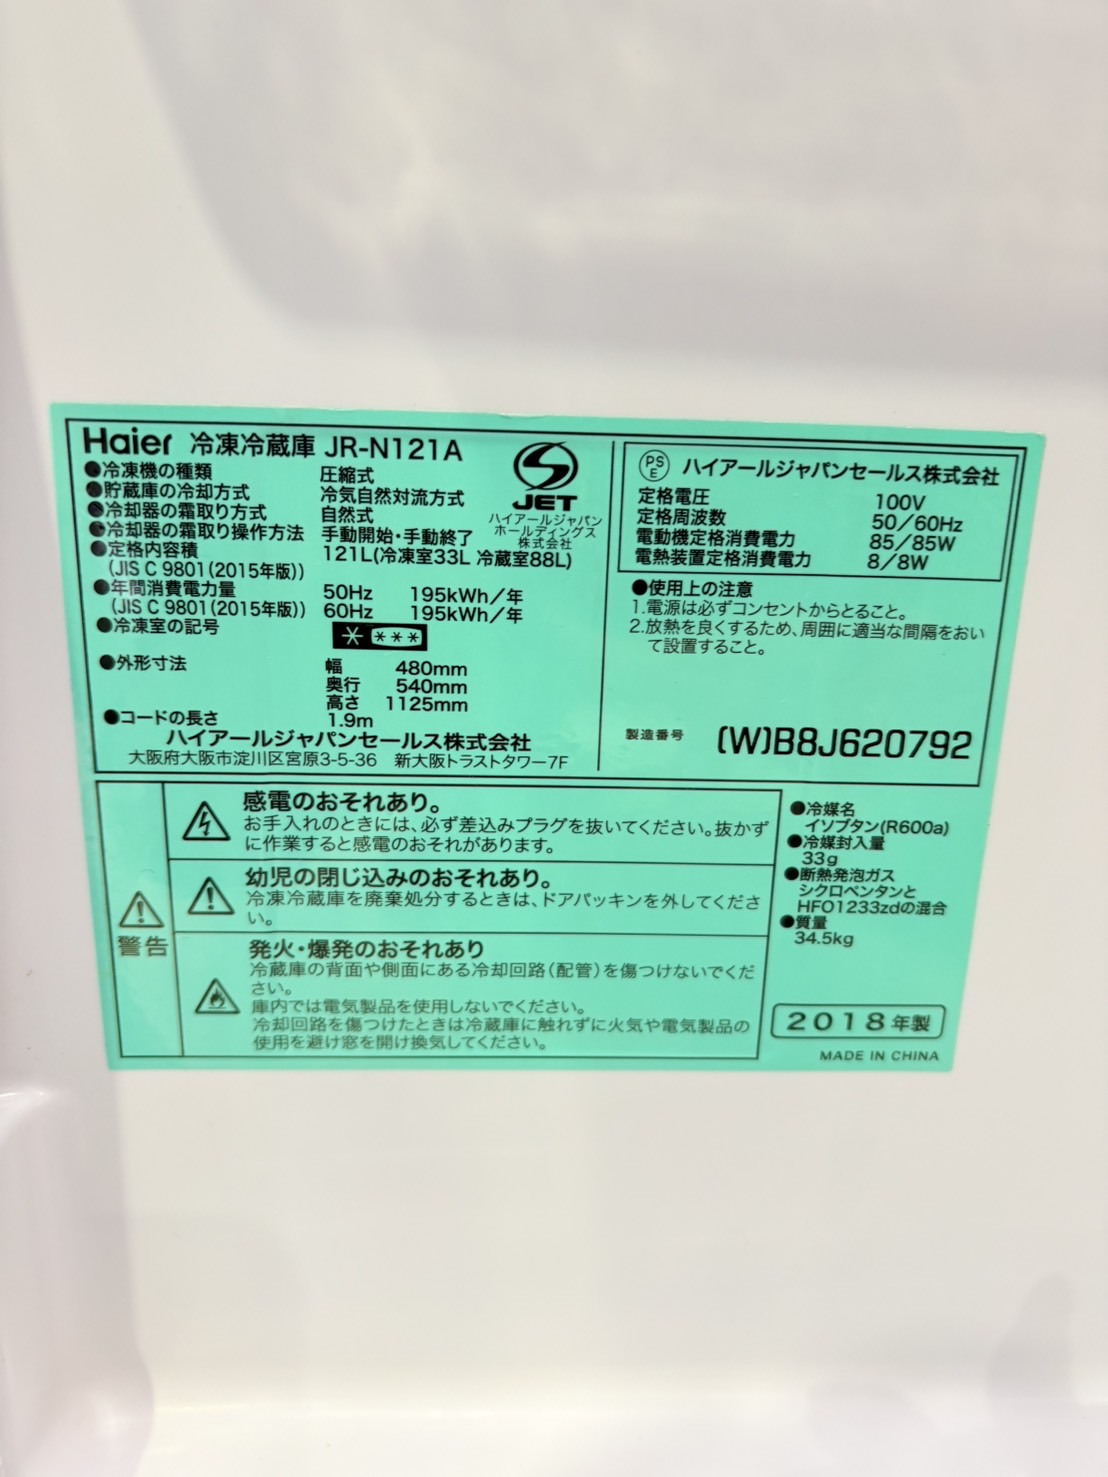 Haier 冷凍冷蔵庫 JR-N121A
●冷凍機の種類 圧縮式
●貯蔵庫の冷却方式 冷気自然対流方式
●冷却器の霜取り方式 自然式
●冷却器の霜取り操作方法 手動開始・手動終了
●定格内容積 121L(冷凍室33L 冷蔵室88L)
(JIS C 9801(2015年版))
●年間消費電力量 50Hz 195kWh／年
(JIS C 9801(2015年版)) 60Hz 195kWh／年
●冷凍室の記号 * ***
●外形寸法 幅 480mm
奥行 540mm
高さ 1125mm
●コードの長さ 1.9m
ハイアールジャパンセールス株式会社
大阪府大阪市淀川区宮原3-5-36 新大阪トラストタワー7F
JET
ハイアールジャパン
ホールディングス
株式会社
PS
E
ハイアールジャパンセールス株式会社
定格電圧 100V
定格周波数 50／60Hz
電動機定格消費電力 85／85W
電熱装置定格消費電力 8／8W
●使用上の注意
1.電源は必ずコンセントからとること。
2.放熱を良くするため、周囲に適当な間隔をおい
て設置すること。
製造番号 (W)B8J620792
警告
感電のおそれあり。
お手入れのときには、必ず差込みプラグを抜いてください。抜かず
に作業すると感電のおそれがあります。
幼児の閉じ込みのおそれあり。
冷凍冷蔵庫を廃棄処分するときは、ドアパッキンを外してくださ
い。
発火・爆発のおそれあり
冷蔵庫の背面や側面にある冷却回路（配管）を傷つけないでくだ
さい。
庫内では電気製品を使用しないでください。
冷却回路を傷つけたときは冷蔵庫に触れずに火気や電気製品の
使用を避け窓を開け換気してください。
●冷媒名
イソブタン(R600a)
●冷媒封入量
33g
●断熱発泡ガス
シクロペンタンと
HFO1233zdの混合
●質量
34.5kg
2018年製
MADE IN CHINA